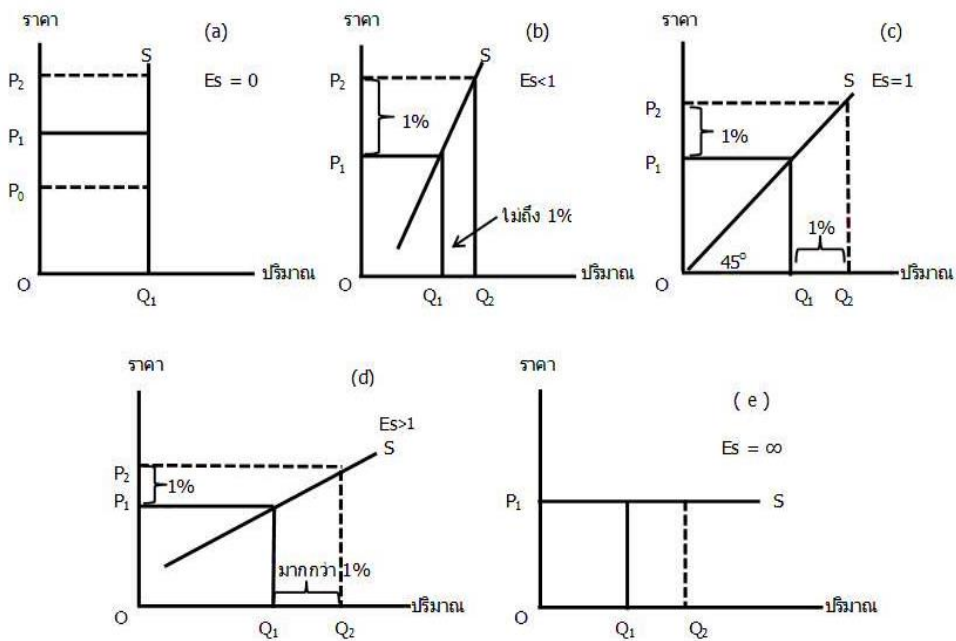 ราคา
(a)
S
P2
Es = 0
P1
P0
O
Q1
ปริมาณ
ราคา
(b)
S
P2
Es<1
1%
P1
ไม่ถึง 1%
O
Q1
Q2
ปริมาณ
ราคา
(c)
S
Es=1
P2
1%
P1
1%
45°
O
Q1
Q2
ปริมาณ
ราคา
(d)
Es>1
S
P2
1%
P1
มากกว่า 1%
O
Q1
Q2
ปริมาณ
ราคา
( e )
Es = ∞
P1
S
O
Q1
Q2
ปริมาณ